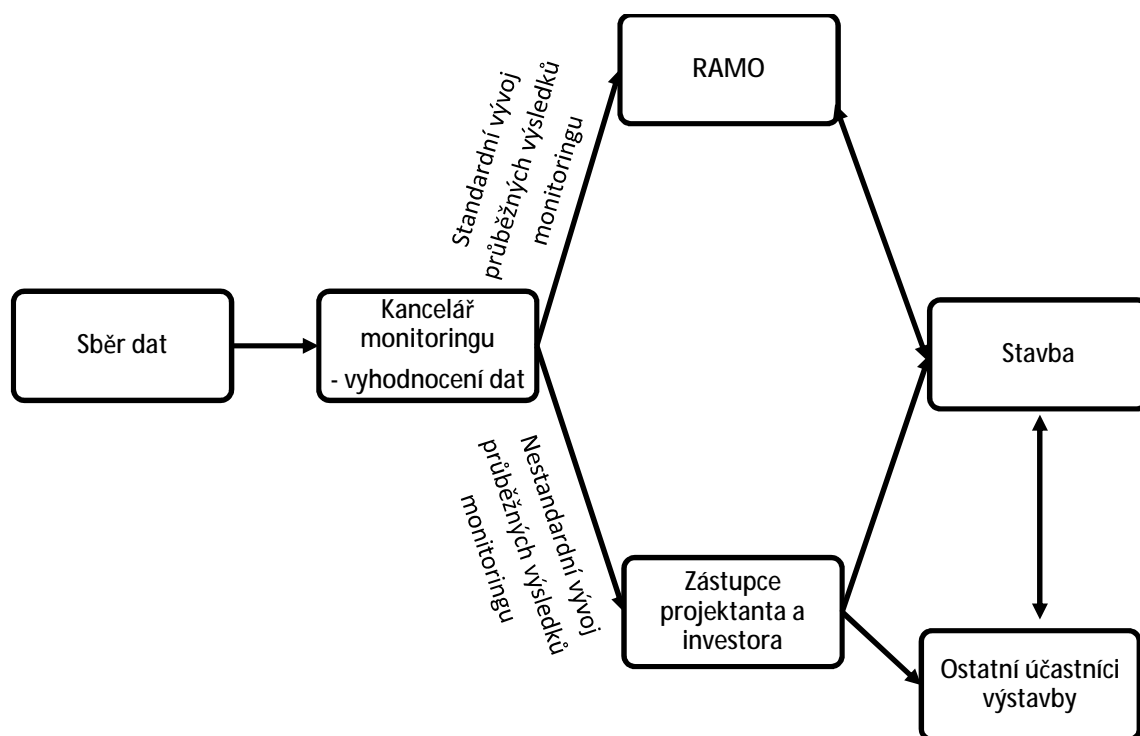 RAMO
Standardní vývoj
průběžných výsledků
monitoringu
Sběr dat
Kancelář
monitoringu
- vyhodnocení dat
Stavba
Nestandardní vývoj
průběžných výsledků
monitoringu
Zástupce
projektanta a
investora
Ostatní účastníci
výstavby